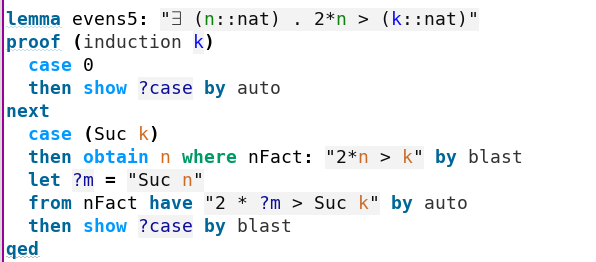 lemma evens5: "∃ (n::nat) . 2*n > (k::nat)"
proof (induction k)
  case 0
  then show ?case by auto
next
  case (Suc k)
  then obtain n where nFact: "2*n > k" by blast
  let ?m = "Suc n"
  from nFact have "2 * ?m > Suc k" by auto
  then show ?case by blast
qed